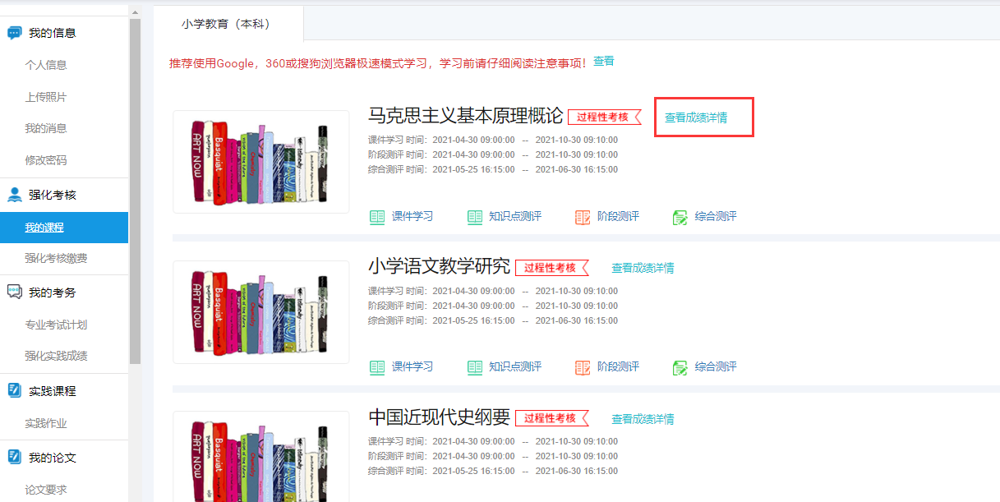 我的信息
个人信息
上传照片
我的消息
修改密码
强化考核
我的课程
强化考核缴费
我的考务
专业考试计划
强化实践成绩
实践课程
实践作业
我的论文
论文要求
小学教育（本科）
推荐使用Google，360或搜狗浏览器极速模式学习，学习前请仔细阅读注意事项！ 查看
马克思主义基本原理概论 过程性考核 查看成绩详情
课件学习 时间：2021-04-30 09:00:00 -- 2021-10-30 09:10:00
阶段测评 时间：2021-04-30 09:00:00 -- 2021-10-30 09:10:00
综合测评 时间：2021-05-25 16:15:00 -- 2021-06-30 16:15:00
ART NOW
Basquiat
课件学习 知识点测评 阶段测评 综合测评
小学语文教学研究 过程性考核 查看成绩详情
课件学习 时间：2021-04-30 09:00:00 -- 2021-10-30 09:10:00
阶段测评 时间：2021-04-30 09:00:00 -- 2021-10-30 09:10:00
综合测评 时间：2021-05-25 16:15:00 -- 2021-06-30 16:15:00
ART NOW
Basquiat
课件学习 知识点测评 阶段测评 综合测评
中国近现代史纲要 过程性考核 查看成绩详情
课件学习 时间：2021-04-30 09:00:00 -- 2021-10-30 09:10:00
阶段测评 时间：2021-04-30 09:00:00 -- 2021-10-30 09:10:00
综合测评 时间：2021-05-25 16:15:00 -- 2021-06-30 16:15:00
ART NOW
Basquiat